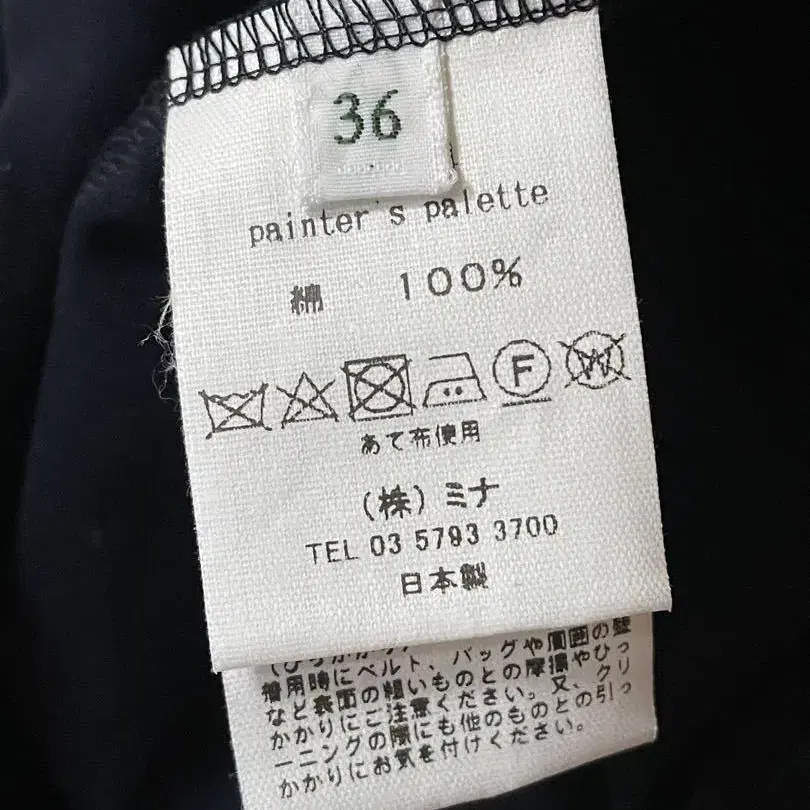 36
painter's palette
綿 100%
F W
あて布使用
(株)ミナ
TEL 03 5793 3700
日本製
着用時にベルト、バッグや周囲の壁
など表面の粗いものとの摩擦やひっ
かかりにご注意ください。又、クリ
ーニングの際にも他のものとの引っ
かかりにお気を付けください。